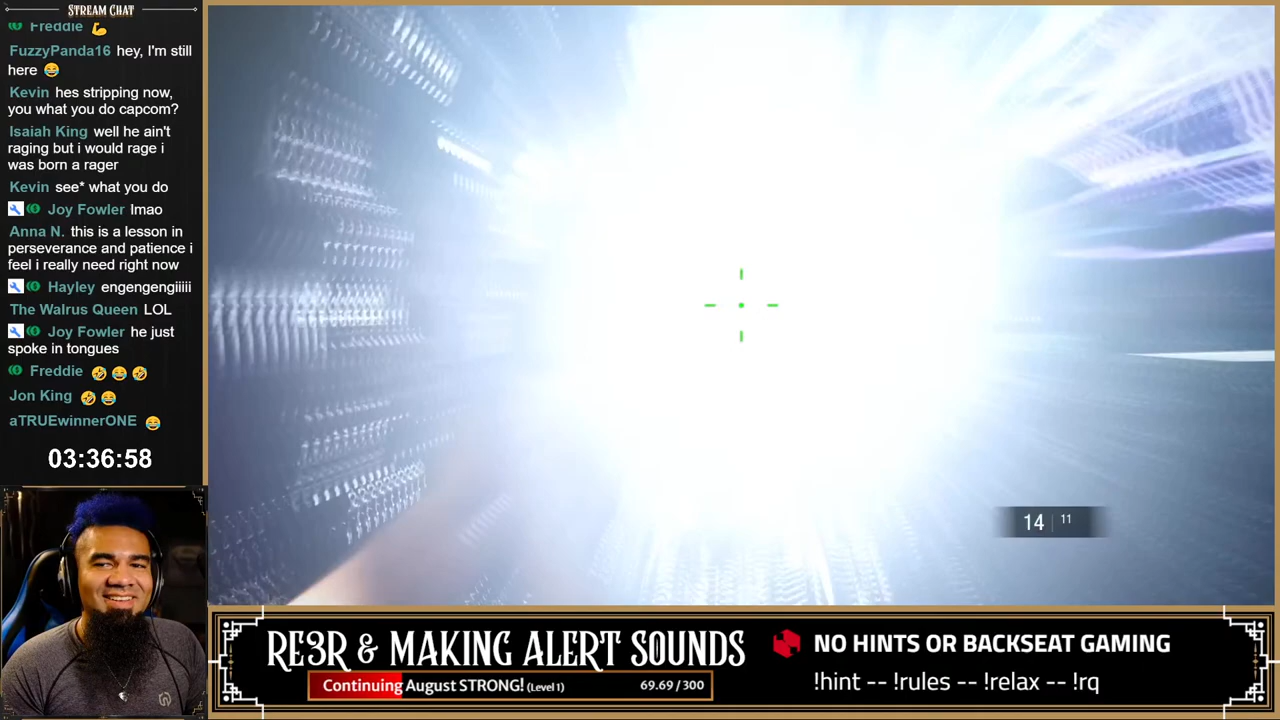 STREAM CHAT
Freddie 💪
FuzzyPanda16 hey, I'm still
here 😂
Kevin hes stripping now,
you what you do capcom?
Isaiah King well he ain't
raging but i would rage i
was born a rager
Kevin see* what you do
Joy Fowler lmao
Anna N. this is a lesson in
perseverance and patience i
feel i really need right now
Hayley engengengiiiii
The Walrus Queen LOL
Joy Fowler he just
spoke in tongues
Freddie 🤣 😂 🤣
Jon King 🤣 😂
aTRUEwinnerONE 😂
03:36:58
14 | 11
RE3R & MAKING ALERT SOUNDS
Continuing August STRONG! (Level 1) 69.69 / 300
NO HINTS OR BACKSEAT GAMING
!hint -- !rules -- !relax -- !rq